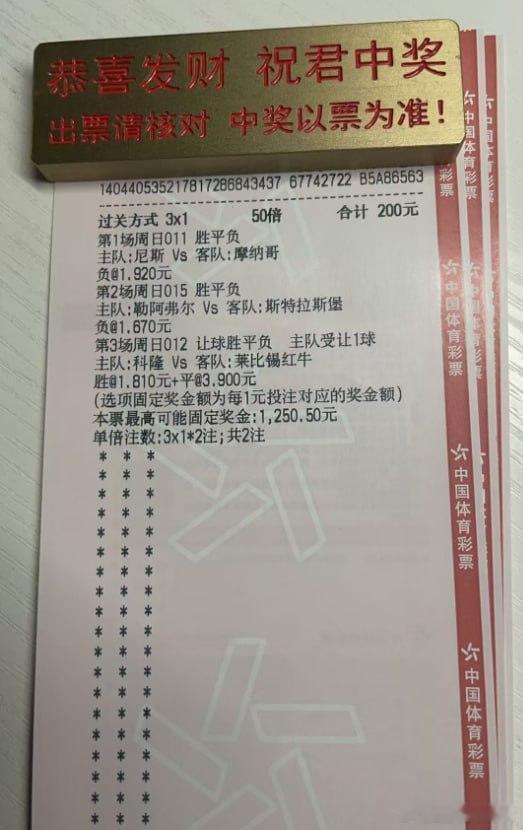 恭喜发财 祝君中奖
出票请核对 中奖以票为准！
140440535217817286843437 67742722 B5A86563
过关方式 3x1 50倍 合计 200元
第1场周日011 胜平负
主队:尼斯 Vs 客队:摩纳哥
负@1.920元
第2场周日015 胜平负
主队:勒阿弗尔 Vs 客队:斯特拉斯堡
负@1.670元
第3场周日012 让球胜平负 主队受让1球
主队:科隆 Vs 客队:莱比锡红牛
胜@1.810元+平@3.900元
(选项固定奖金额为每1元投注对应的奖金额)
本票最高可能固定奖金:1,250.50元
单倍注数:3x1*2注;共2注
中国体育彩票
中国体育彩票
中国体育彩票
中国体育彩票